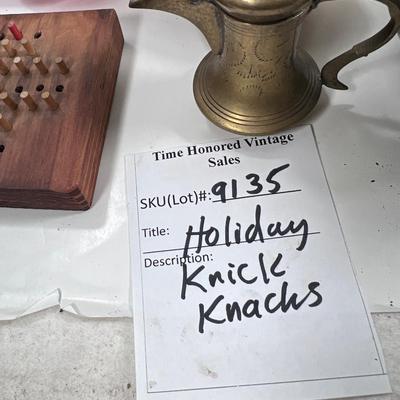 Time Honored Vintage
Sales
SKU(Lot)#: 9135
Title: Holiday
Description:
Knick
Knacks